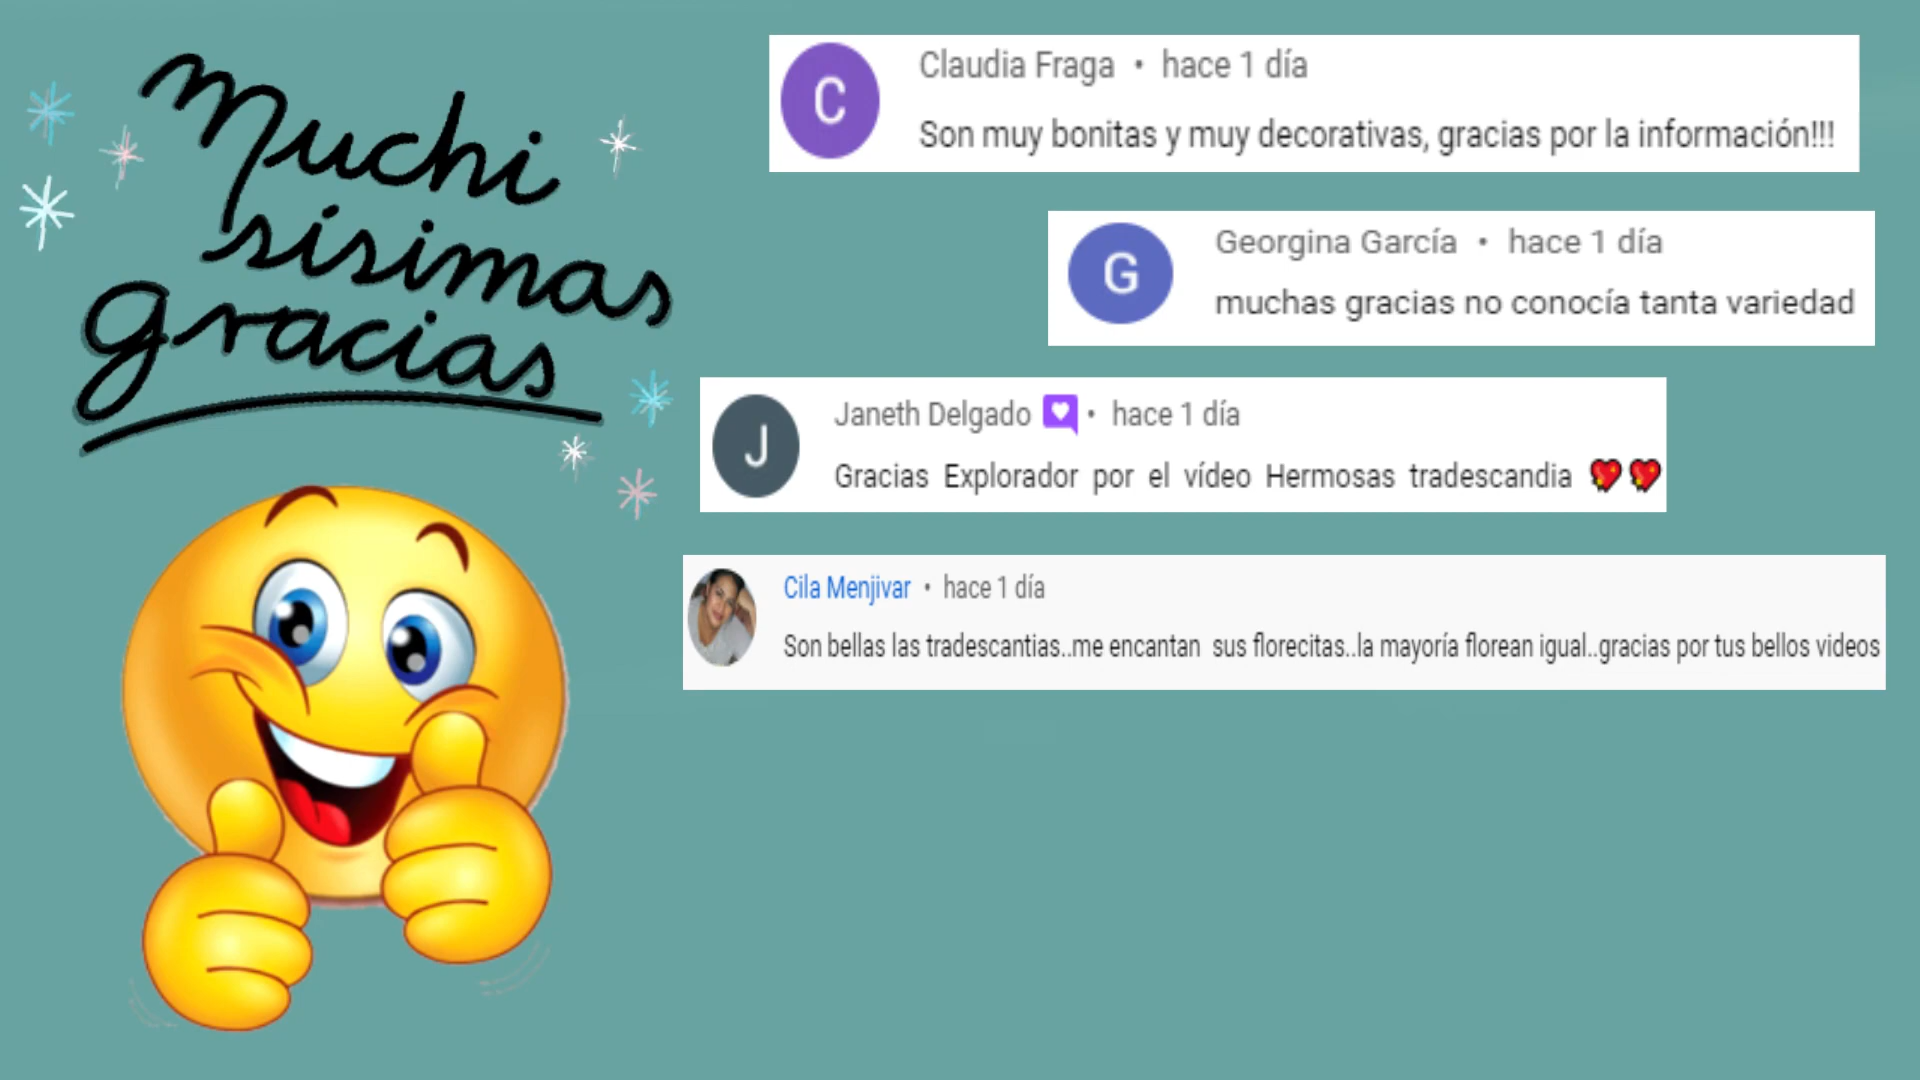 Muchi
sísimas
gracias
C
Claudia Fraga • hace 1 día
Son muy bonitas y muy decorativas, gracias por la información!!!
G
Georgina García • hace 1 día
muchas gracias no conocía tanta variedad
J
Janeth Delgado • hace 1 día
Gracias Explorador por el vídeo Hermosas tradescandia 💖💖
Cila Menjivar • hace 1 día
Son bellas las tradescantias..me encantan sus florecitas..la mayoría florean igual..gracias por tus bellos videos